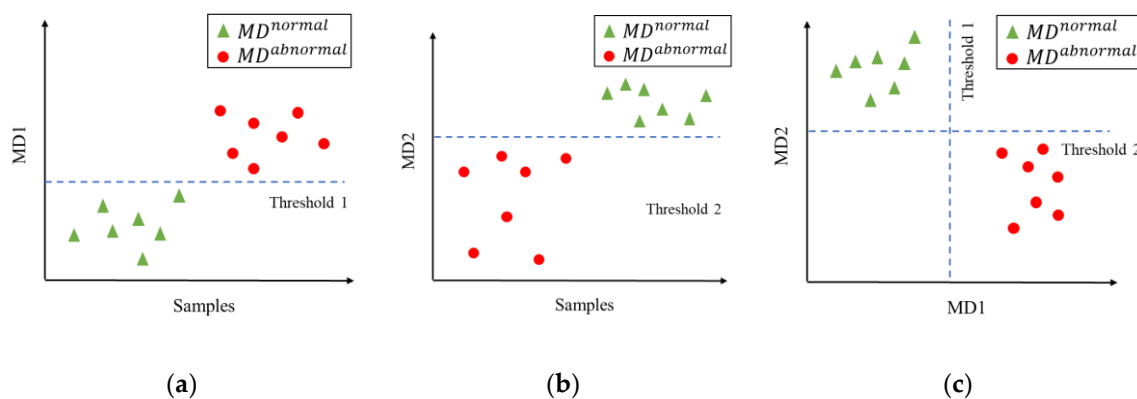 MD^normal
MD^abnormal
MD1
Threshold 1
Samples
(a)
MD^normal
MD^abnormal
MD2
Threshold 2
Samples
(b)
MD^normal
MD^abnormal
Threshold 1
MD2
Threshold 2
MD1
(c)